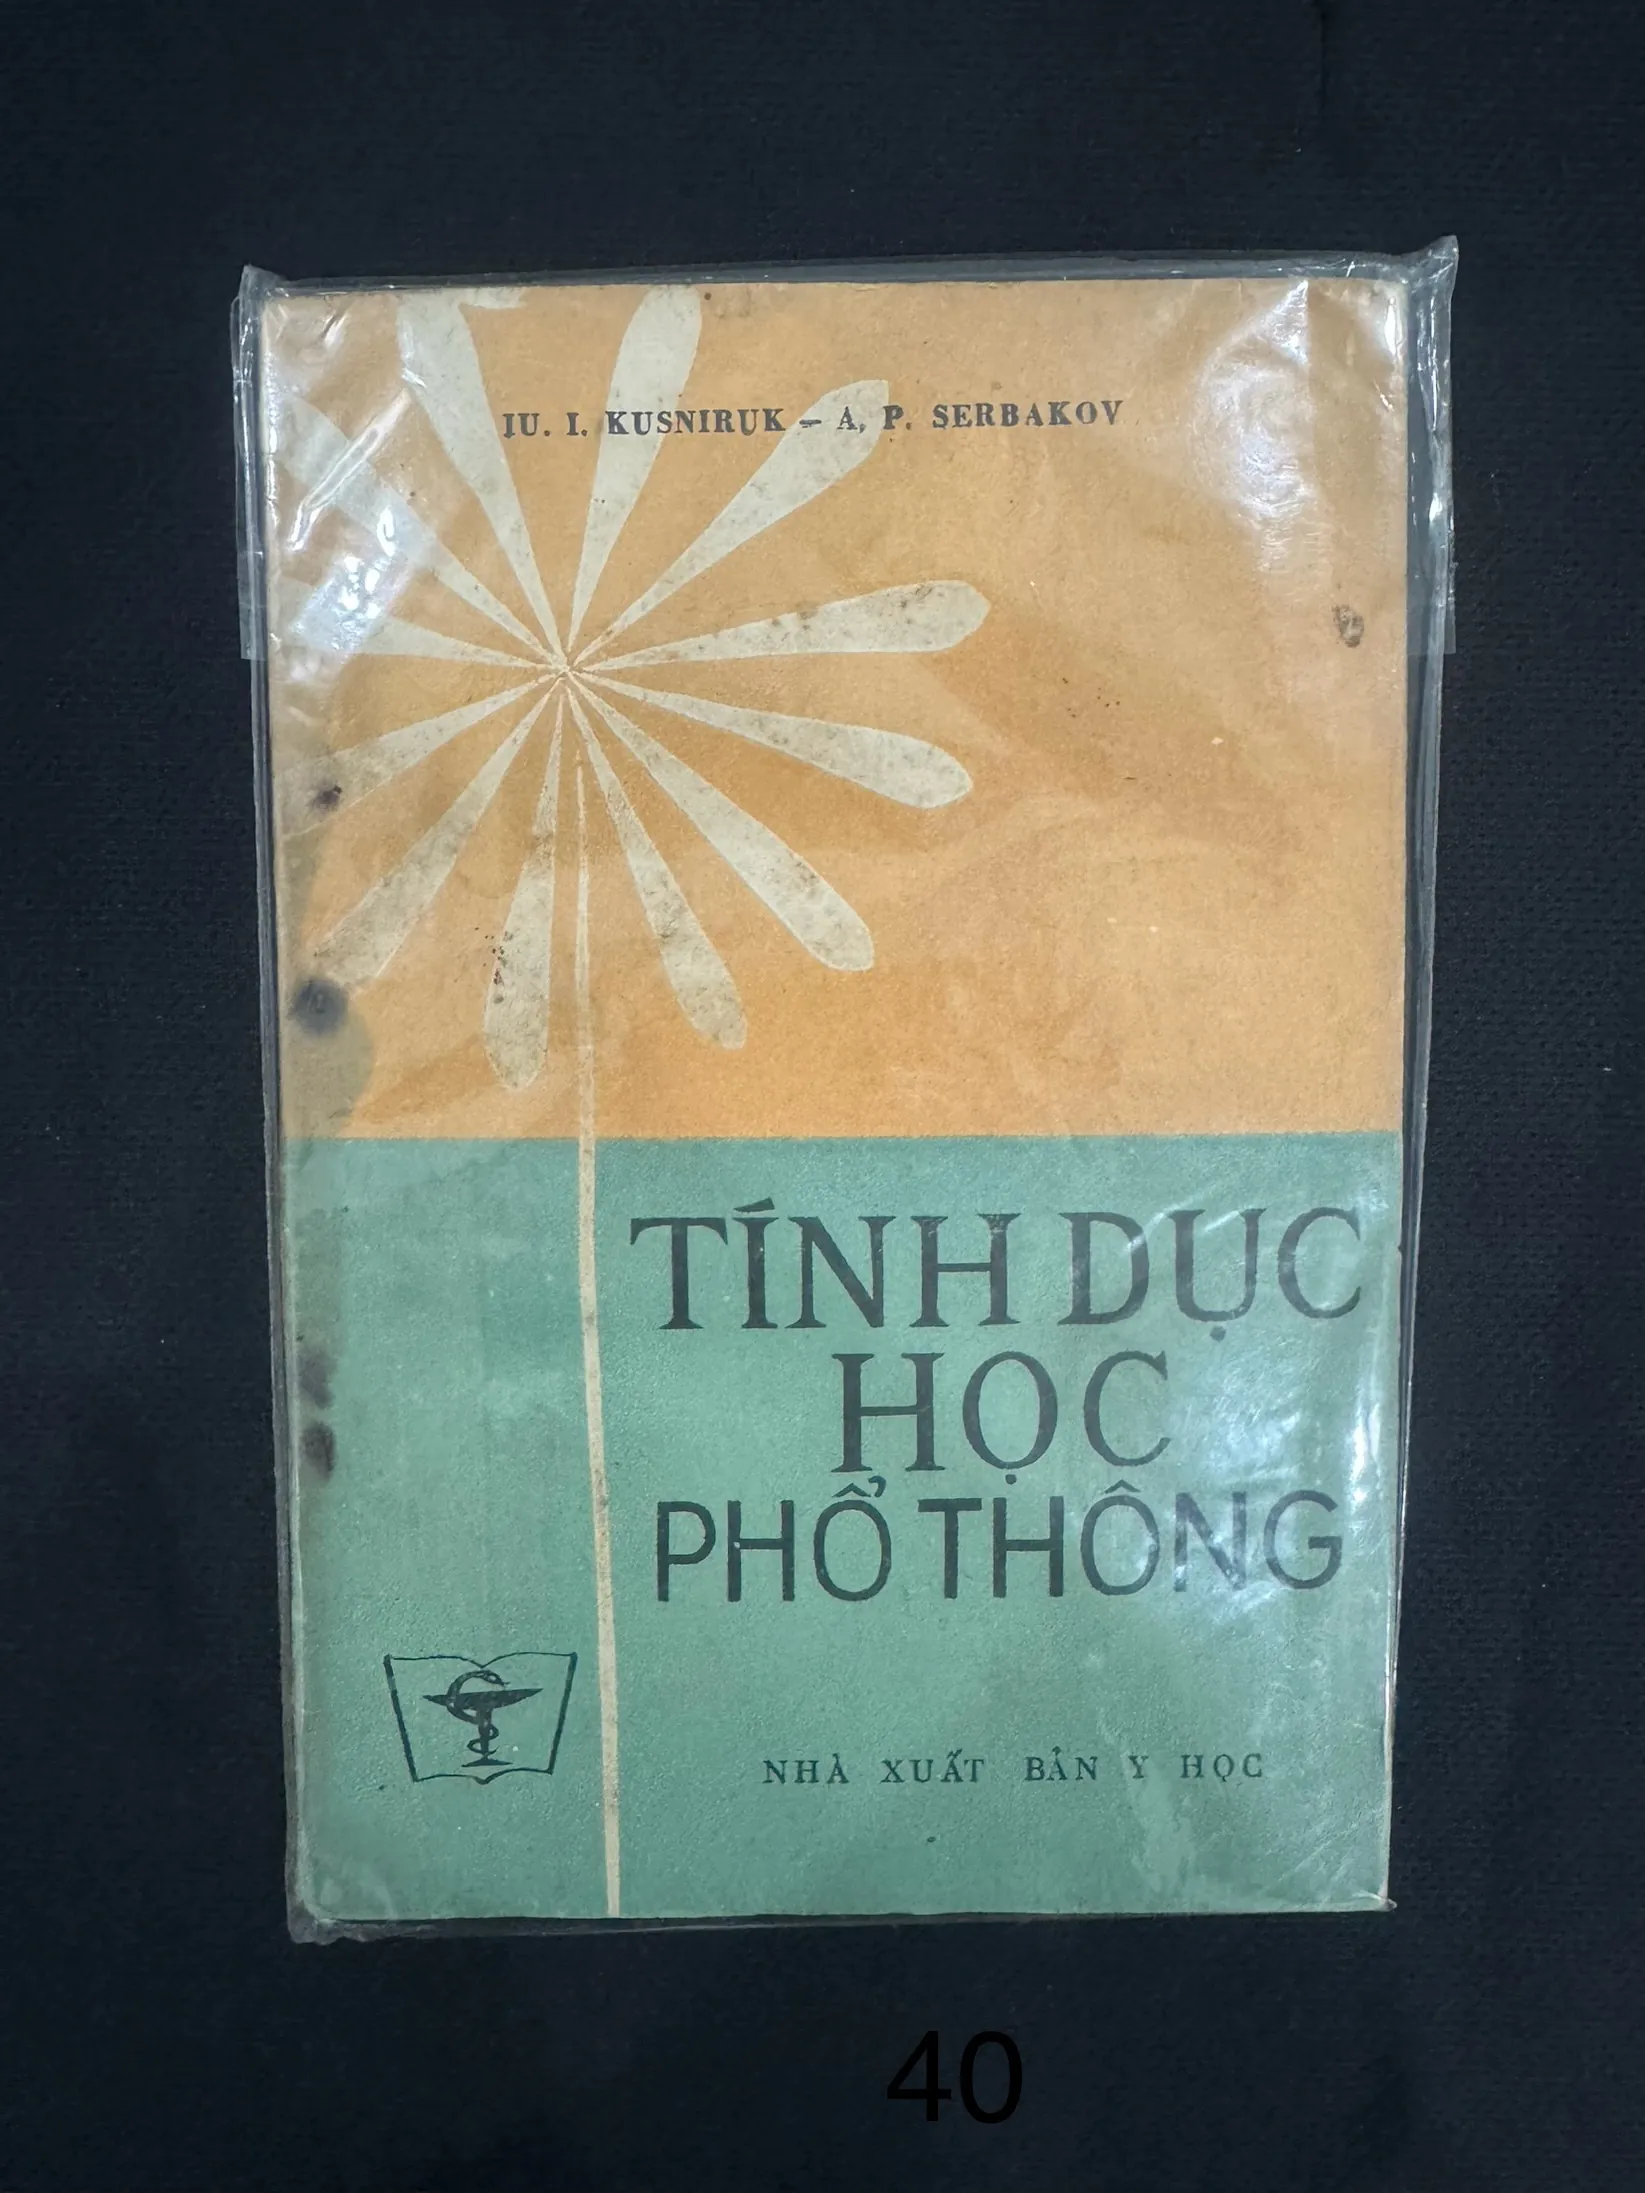 IU. I. KUSNIRUK – A. P. SERBAKOV
TÍNH DỤC
HỌC
PHỔ THÔNG
NHÀ XUẤT BẢN Y HỌC
40